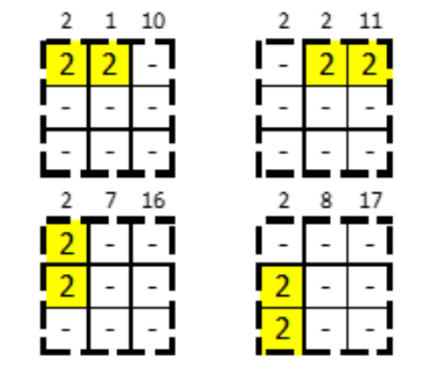 2 1 10 2 2 11
2 2 - - 2 2
- - - - - -
- - - - - -
2 7 16 2 8 17
2 - - - - -
2 - - 2 - -
- - - 2 - -